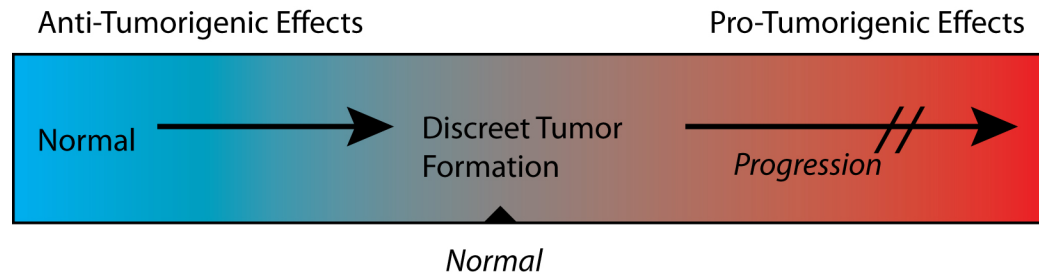 Anti-Tumorigenic Effects
Pro-Tumorigenic Effects
Normal
Discreet Tumor
Formation
Progression
Normal